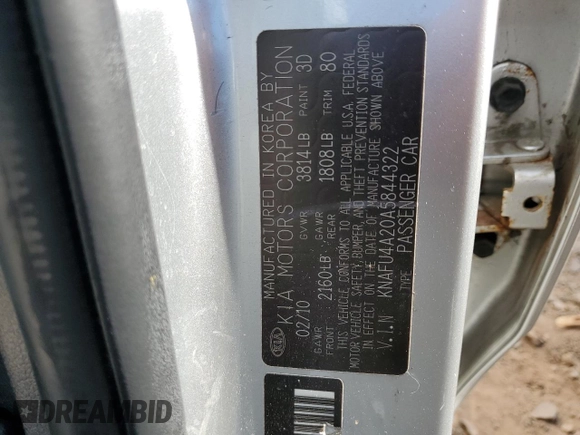 MANUFACTURED IN KOREA BY
KIA MOTORS CORPORATION
02/10 GVWR 3814LB PAINT 3D
GAWR FRONT 2160LB GAWR REAR 1808LB TRIM 80
THIS VEHICLE CONFORMS TO ALL APPLICABLE U.S.A. FEDERAL
MOTOR VEHICLE SAFETY, BUMPER, AND THEFT PREVENTION STANDARDS
IN EFFECT ON THE DATE OF MANUFACTURE SHOWN ABOVE
V.I.N KNAFU4A20A5844322
TYPE PASSENGER CAR
KIA
DREAMBID